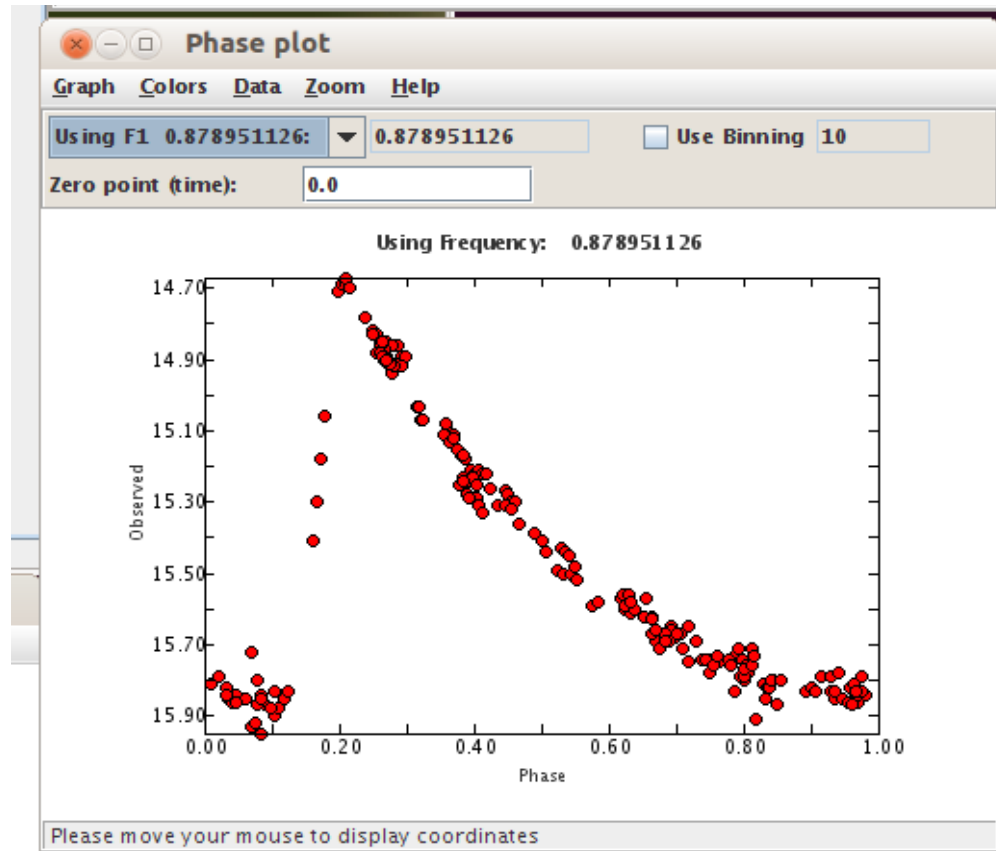 Phase plot
Graph Colors Data Zoom Help
Using F1 0.878951126: 0.878951126 Use Binning 10
Zero point (time): 0.0
Using Frequency: 0.878951126
14.70
14.90
15.10
15.30
15.50
15.70
15.90
Observed
0.00 0.20 0.40 0.60 0.80 1.00
Phase
Please move your mouse to display coordinates